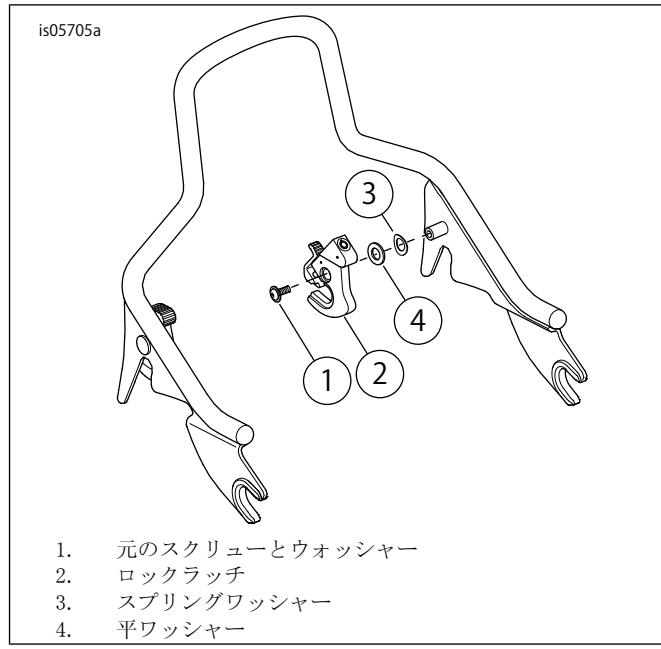 is05705a
3
4
1
2
1. 元のスクリューとウォッシャー
2. ロックラッチ
3. スプリングワッシャー
4. 平ワッシャー